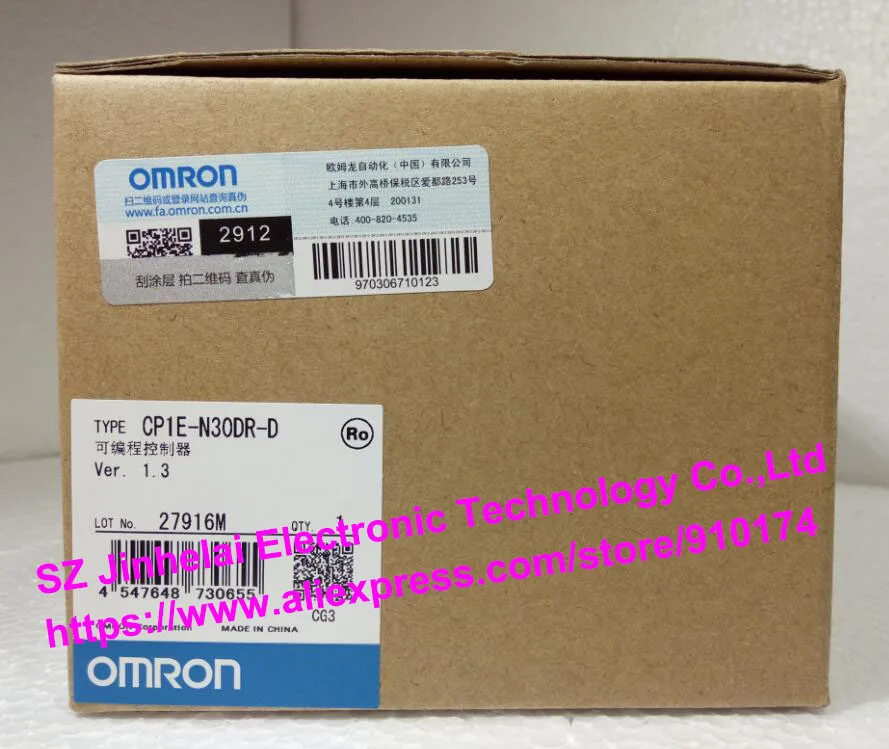 OMRON
扫二维码或登录网站查询真伪
www.fa.omron.com.cn
2912
刮涂层 拍二维码 查真伪
欧姆龙自动化（中国）有限公司
上海市外高桥保税区爱都路253号
4号楼第4层 200131
电话 400-820-4535
970306710123
TYPE CP1E-N30DR-D
Ro
可编程控制器
Ver. 1.3
LOT No. 27916M QTY. 1
4 547648 730655
CG3
OMRON Corporation MADE IN CHINA
OMRON
SZ Jinhelai Electronic Technology Co.,Ltd
https://www.aliexpress.com/store/910174